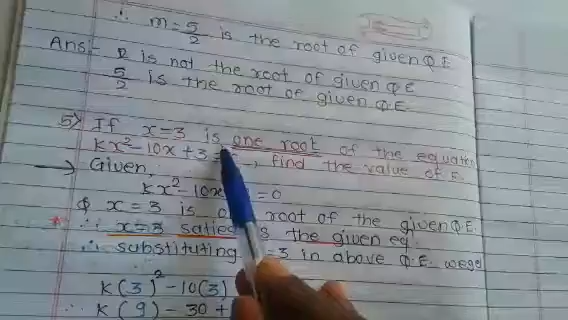 ∴ m = 5/2 is the root of given Q.E
Ans:- 2 is not the root of given Q.E
5/2 is the root of given Q.E.
5) If x=3 is one root of the equation
kx²-10x+3= , find the value of k.
→ Given,
kx²-10x =0
& x=3 is one root of the given Q.E.
* ∴ x=3 satisfies the given eq.
∴ substituting =3 in above Q.E. we get
k(3)²-10(3)
∴ k(9)-30+